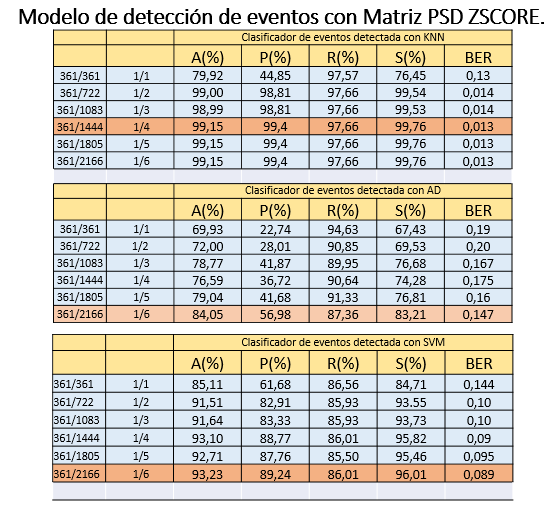 Modelo de detección de eventos con Matriz PSD ZSCORE.
Clasificador de eventos detectada con KNN
A(%) P(%) R(%) S(%) BER
361/361 1/1 79,92 44,85 97,57 76,45 0,13
361/722 1/2 99,00 98,81 97,66 99,54 0,014
361/1083 1/3 98,99 98,81 97,66 99,53 0,014
361/1444 1/4 99,15 99,4 97,66 99,76 0,013
361/1805 1/5 99,15 99,4 97,66 99,76 0,013
361/2166 1/6 99,15 99,4 97,66 99,76 0,013
Clasificador de eventos detectada con AD
A(%) P(%) R(%) S(%) BER
361/361 1/1 69,93 22,74 94,63 67,43 0,19
361/722 1/2 72,00 28,01 90,85 69,53 0,20
361/1083 1/3 78,77 41,87 89,95 76,68 0,167
361/1444 1/4 76,59 36,72 90,64 74,28 0,175
361/1805 1/5 79,04 41,68 91,33 76,81 0,16
361/2166 1/6 84,05 56,98 87,36 83,21 0,147
Clasificador de eventos detectada con SVM
A(%) P(%) R(%) S(%) BER
361/361 1/1 85,11 61,68 86,56 84,71 0,144
361/722 1/2 91,51 82,91 85,93 93.55 0,10
361/1083 1/3 91,64 83,33 85,93 93,73 0,10
361/1444 1/4 93,10 88,77 86,01 95,82 0,09
361/1805 1/5 92,71 87,76 85,50 95,46 0,095
361/2166 1/6 93,23 89,24 86,01 96,01 0,089